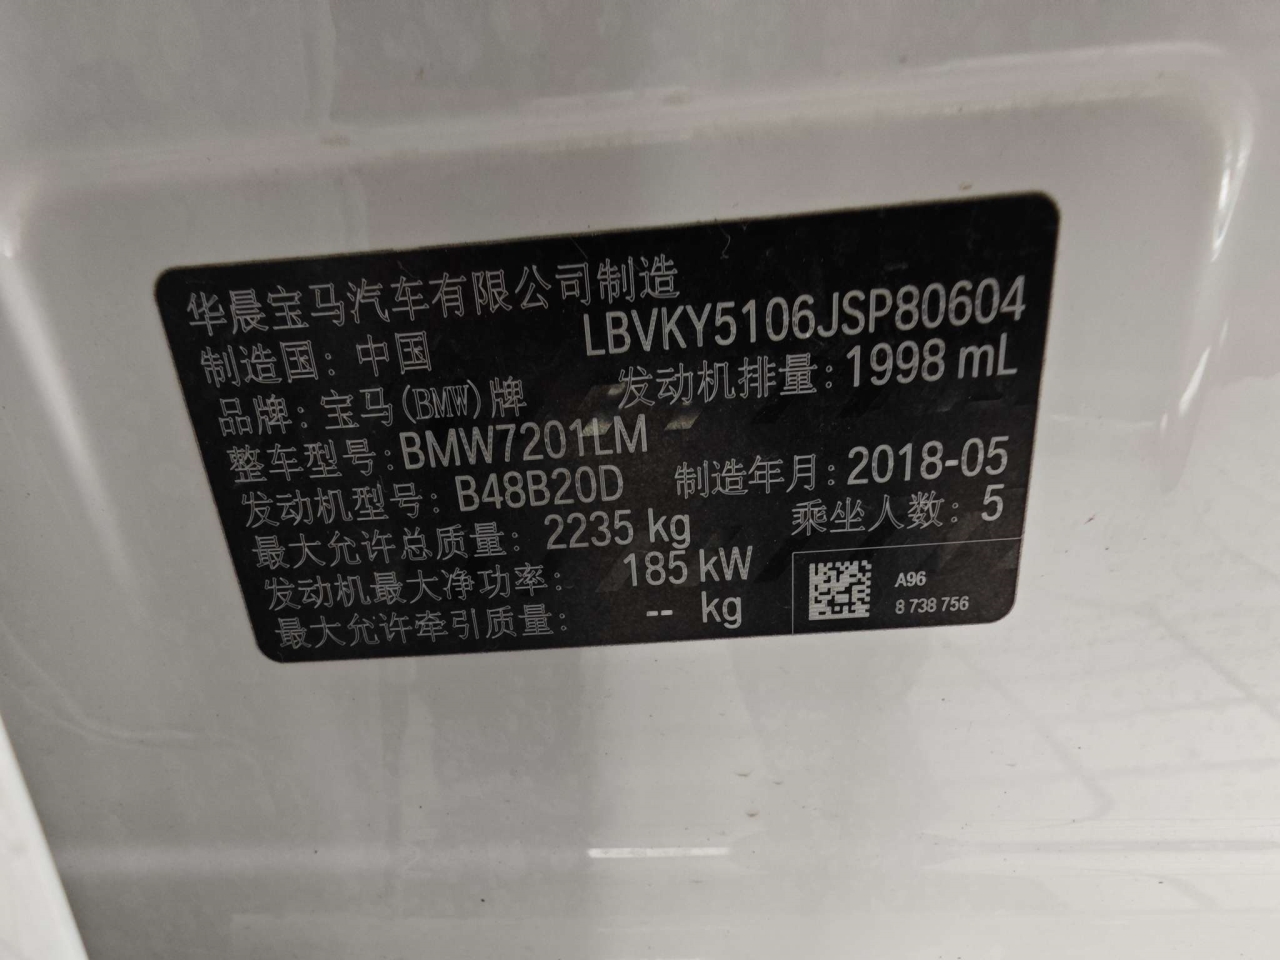 华晨宝马汽车有限公司制造
制造国: 中国 LBVKY5106JSP80604
品牌: 宝马(BMW)牌 发动机排量: 1998 mL
整车型号: BMW7201LM
发动机型号: B48B20D 制造年月: 2018-05
最大允许总质量: 2235 kg 乘坐人数: 5
发动机最大净功率: 185 kW
最大允许牵引质量: -- kg
A96
8 738 756